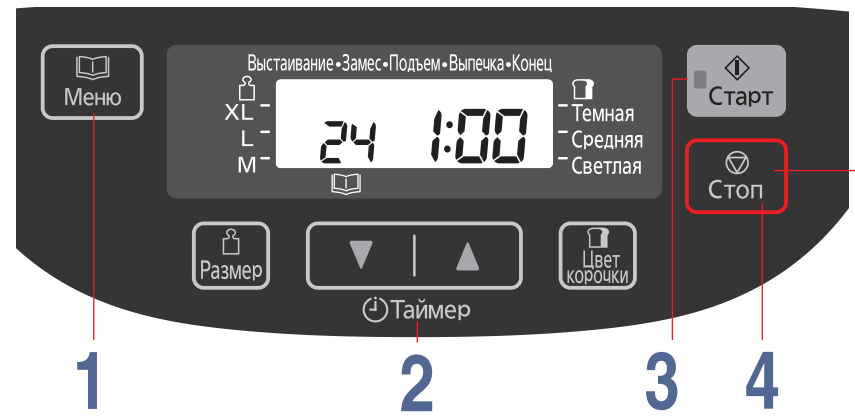 Меню
Выстаивание•Замес•Подъем•Выпечка•Конец
XL
L
M
24 1:00
Темная
Средняя
Светлая
Старт
Стоп
Размер
Таймер
Цвет
корочки
1 2 3 4